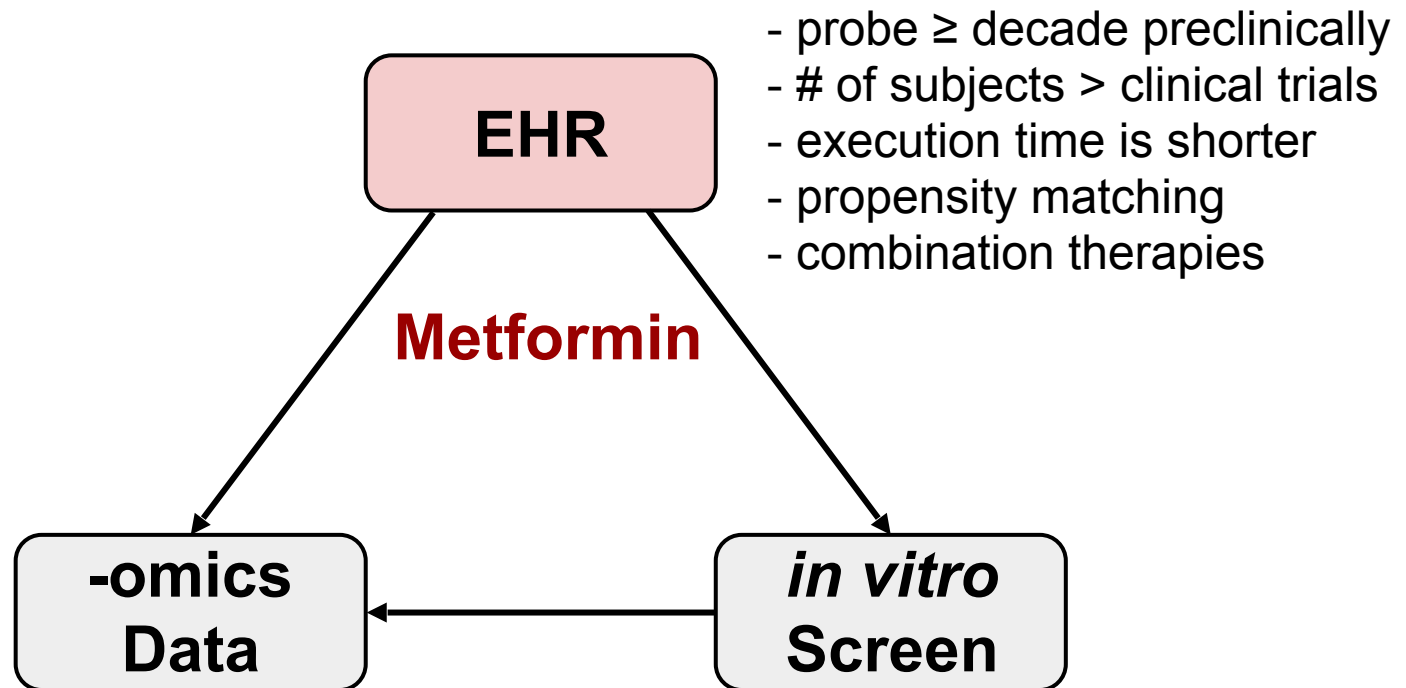 - probe ≥ decade preclinically
- # of subjects > clinical trials
- execution time is shorter
- propensity matching
- combination therapies
EHR
Metformin
-omics
Data
in vitro
Screen